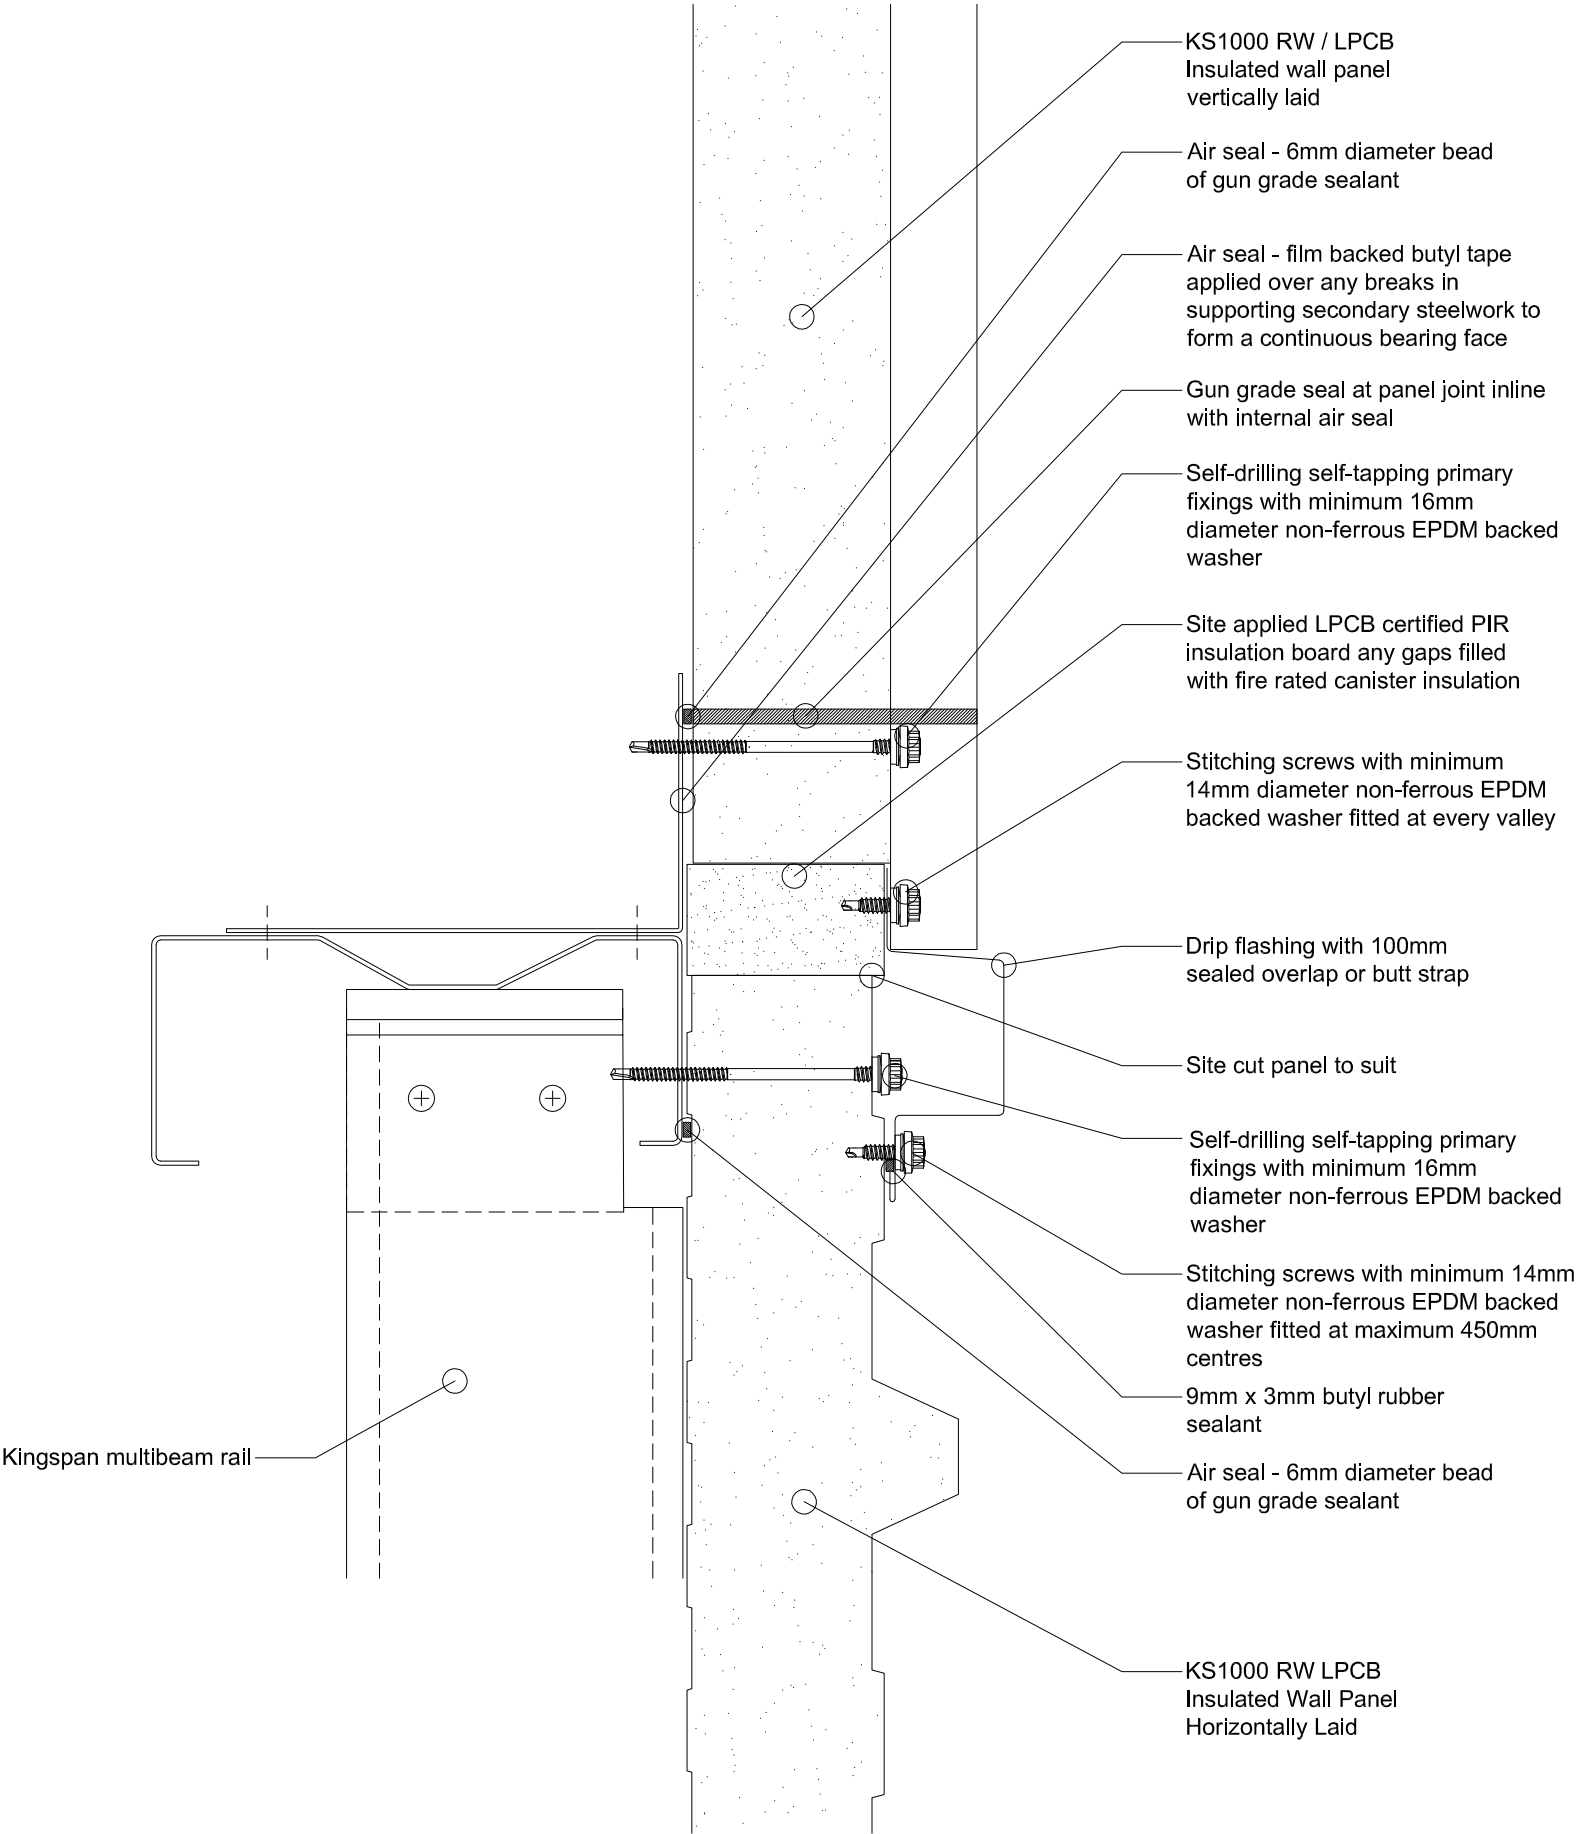 KS1000 RW / LPCB
Insulated wall panel
vertically laid
Air seal - 6mm diameter bead
of gun grade sealant
Air seal - film backed butyl tape
applied over any breaks in
supporting secondary steelwork to
form a continuous bearing face
Gun grade seal at panel joint inline
with internal air seal
Self-drilling self-tapping primary
fixings with minimum 16mm
diameter non-ferrous EPDM backed
washer
Site applied LPCB certified PIR
insulation board any gaps filled
with fire rated canister insulation
Stitching screws with minimum
14mm diameter non-ferrous EPDM
backed washer fitted at every valley
Drip flashing with 100mm
sealed overlap or butt strap
Site cut panel to suit
Self-drilling self-tapping primary
fixings with minimum 16mm
diameter non-ferrous EPDM backed
washer
Stitching screws with minimum 14mm
diameter non-ferrous EPDM backed
washer fitted at maximum 450mm
centres
9mm x 3mm butyl rubber
sealant
Kingspan multibeam rail
Air seal - 6mm diameter bead
of gun grade sealant
KS1000 RW LPCB
Insulated Wall Panel
Horizontally Laid